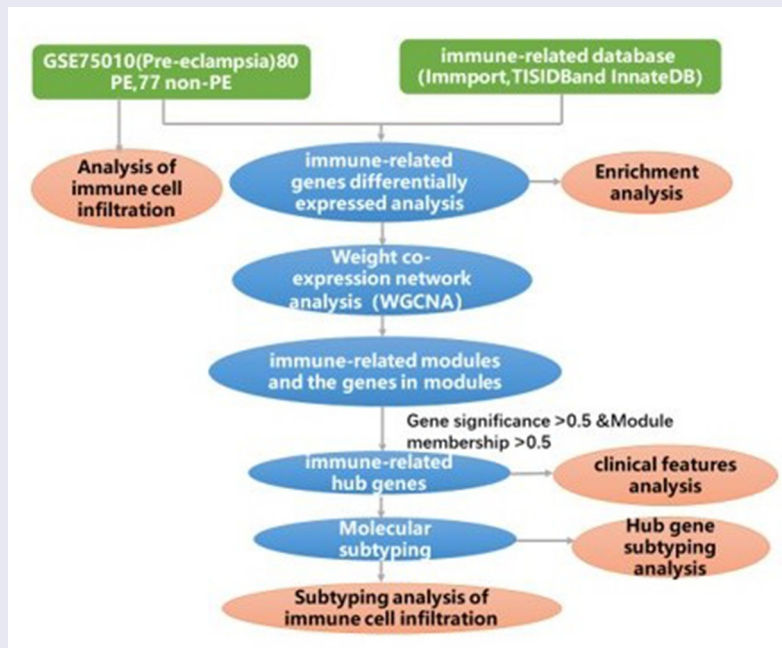 GSE75010(Pre-eclampsia)80
PE,77 non-PE
immune-related database
(Immport,TISIDBand InnateDB)
Analysis of
immune cell
infiltration
immune-related
genes differentially
expressed analysis
Enrichment
analysis
Weight co-
expression network
analysis (WGCNA)
immune-related modules
and the genes in modules
Gene significance >0.5 &Module
membership >0.5
immune-related
hub genes
clinical features
analysis
Molecular
subtyping
Hub gene
subtyping
analysis
Subtyping analysis of
immune cell infiltration